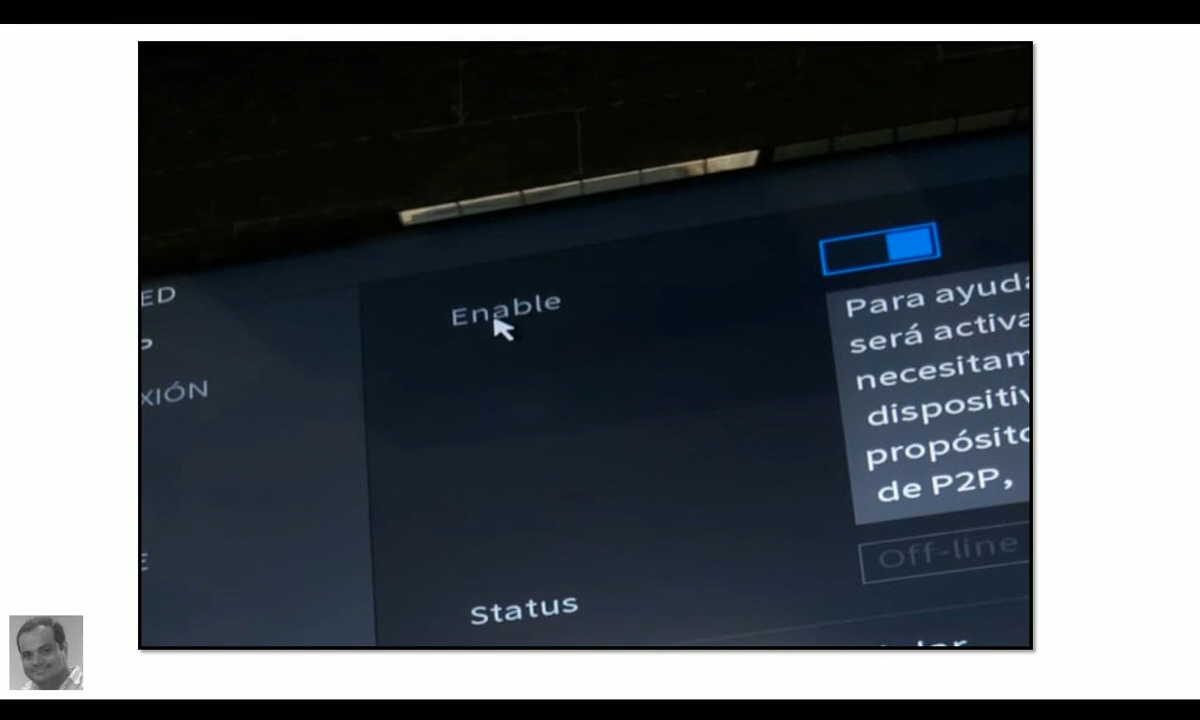 ED
P
XIÓN
E
Enable
Para ayuda
será activa
necesitam
dispositiv
propósito
de P2P,
Off-line
Status